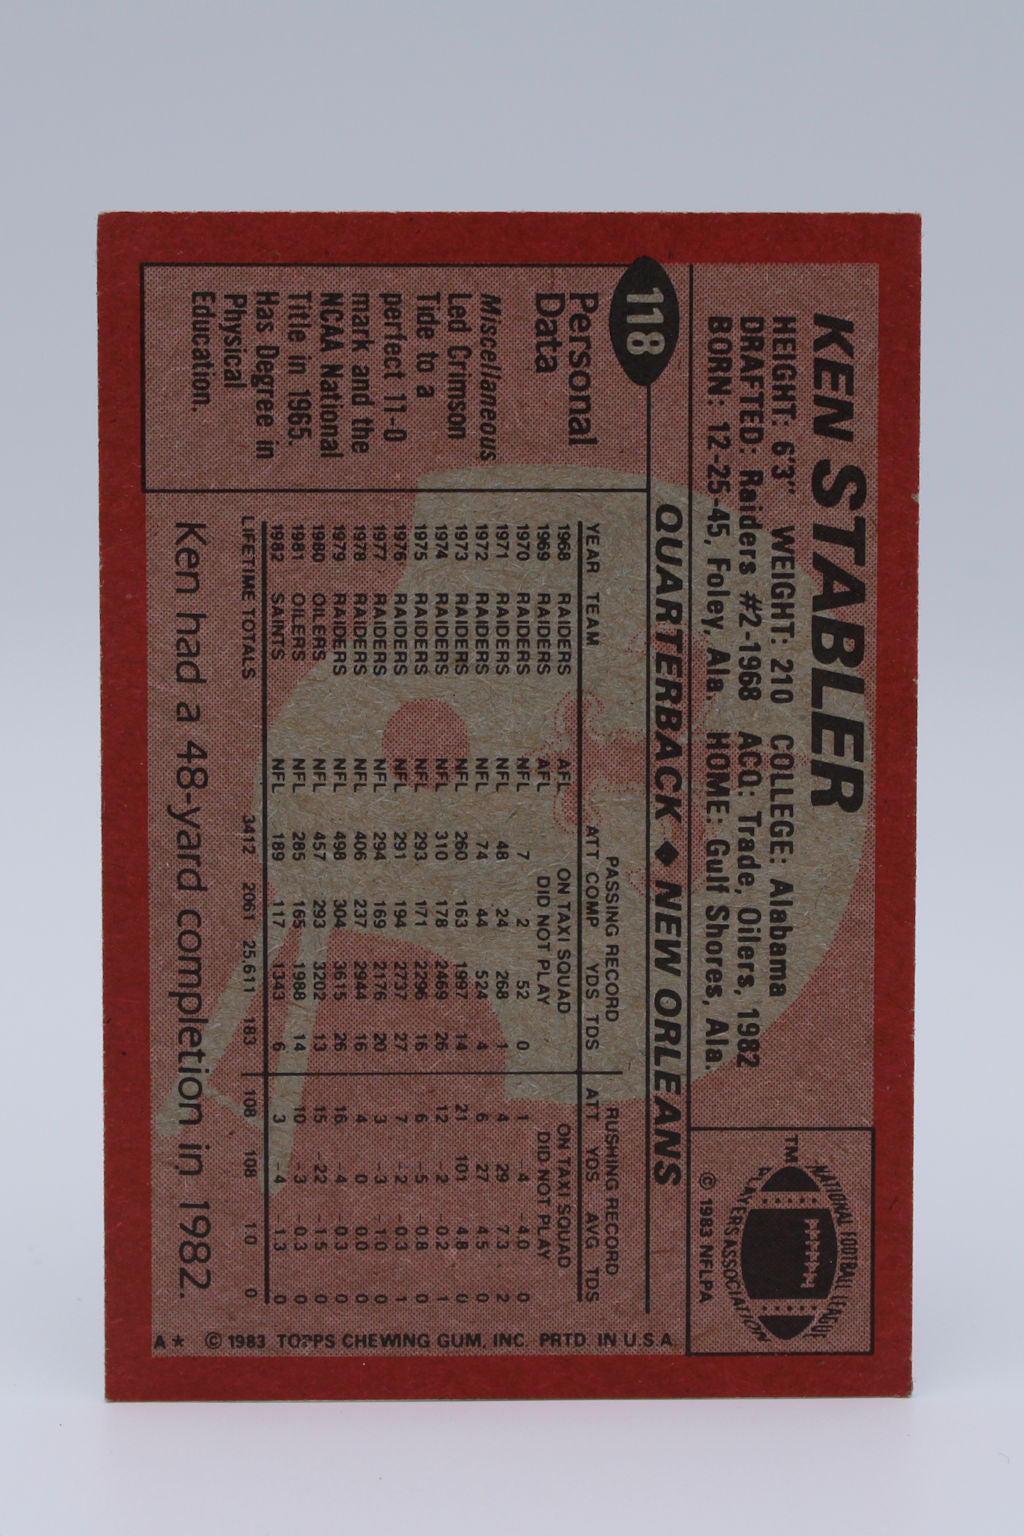 KEN STABLER
HEIGHT: 6'3" WEIGHT: 210 COLLEGE: Alabama
DRAFTED: Raiders #2-1968 ACQ: Trade, Oilers, 1982
BORN: 12-25-45, Foley, Ala. HOME: Gulf Shores, Ala.
NATIONAL FOOTBALL LEAGUE
PLAYERS ASSOCIATION
TM
© 1983 NFLPA
118
QUARTERBACK ◆ NEW ORLEANS
Personal
Data
Miscellaneous
Led Crimson
Tide to a
perfect 11-0
mark and the
NCAA National
Title in 1965.
Has Degree in
Physical
Education.
PASSING RECORD RUSHING RECORD
YEAR TEAM ATT COMP YDS TDS ATT YDS AVG TDS
1968 RAIDERS AFL ON TAXI SQUAD ON TAXI SQUAD
1969 RAIDERS AFL DID NOT PLAY DID NOT PLAY
1970 RAIDERS NFL 7 2 52 0 1 -4 -4.0 0
1971 RAIDERS NFL 48 24 268 1 4 29 7.3 2
1972 RAIDERS NFL 74 44 524 4 6 27 4.5 0
1973 RAIDERS NFL 260 163 1997 14 21 101 4.8 0
1974 RAIDERS NFL 310 178 2469 26 12 -2 -0.2 1
1975 RAIDERS NFL 293 171 2296 16 6 -5 -0.8 0
1976 RAIDERS NFL 291 194 2737 27 7 -2 -0.3 1
1977 RAIDERS NFL 294 169 2176 20 3 -3 -1.0 0
1978 RAIDERS NFL 406 237 2944 16 4 0 0.0 0
1979 RAIDERS NFL 498 304 3615 26 16 -4 -0.3 0
1980 OILERS NFL 457 293 3202 13 15 -22 -1.5 0
1981 OILERS NFL 285 165 1988 14 10 -3 -0.3 0
1982 SAINTS NFL 189 117 1343 6 3 -4 -1.3 0
LIFETIME TOTALS 3412 2061 25,611 183 108 108 1.0 0
Ken had a 48-yard completion in 1982.
A* © 1983 TOPPS CHEWING GUM, INC. PRTD. IN U.S.A.